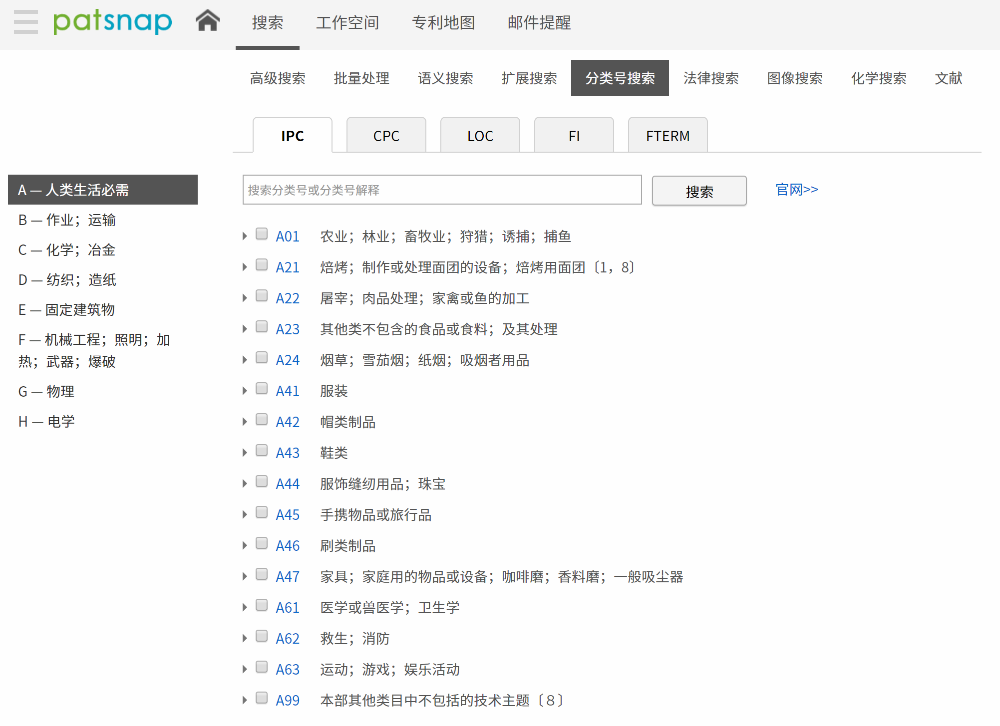 patsnap 搜索 工作空间 专利地图 邮件提醒
高级搜索 批量处理 语义搜索 扩展搜索 分类号搜索 法律搜索 图像搜索 化学搜索 文献
IPC CPC LOC FI FTERM
A — 人类生活必需
B — 作业；运输
C — 化学；冶金
D — 纺织；造纸
E — 固定建筑物
F — 机械工程；照明；加
热；武器；爆破
G — 物理
H — 电学
搜索分类号或分类号解释 搜索 官网>>
A01 农业；林业；畜牧业；狩猎；诱捕；捕鱼
A21 焙烤；制作或处理面团的设备；焙烤用面团〔1，8〕
A22 屠宰；肉品处理；家禽或鱼的加工
A23 其他类不包含的食品或食料；及其处理
A24 烟草；雪茄烟；纸烟；吸烟者用品
A41 服装
A42 帽类制品
A43 鞋类
A44 服饰缝纫用品；珠宝
A45 手携物品或旅行品
A46 刷类制品
A47 家具；家庭用的物品或设备；咖啡磨；香料磨；一般吸尘器
A61 医学或兽医学；卫生学
A62 救生；消防
A63 运动；游戏；娱乐活动
A99 本部其他类目中不包括的技术主题〔８〕